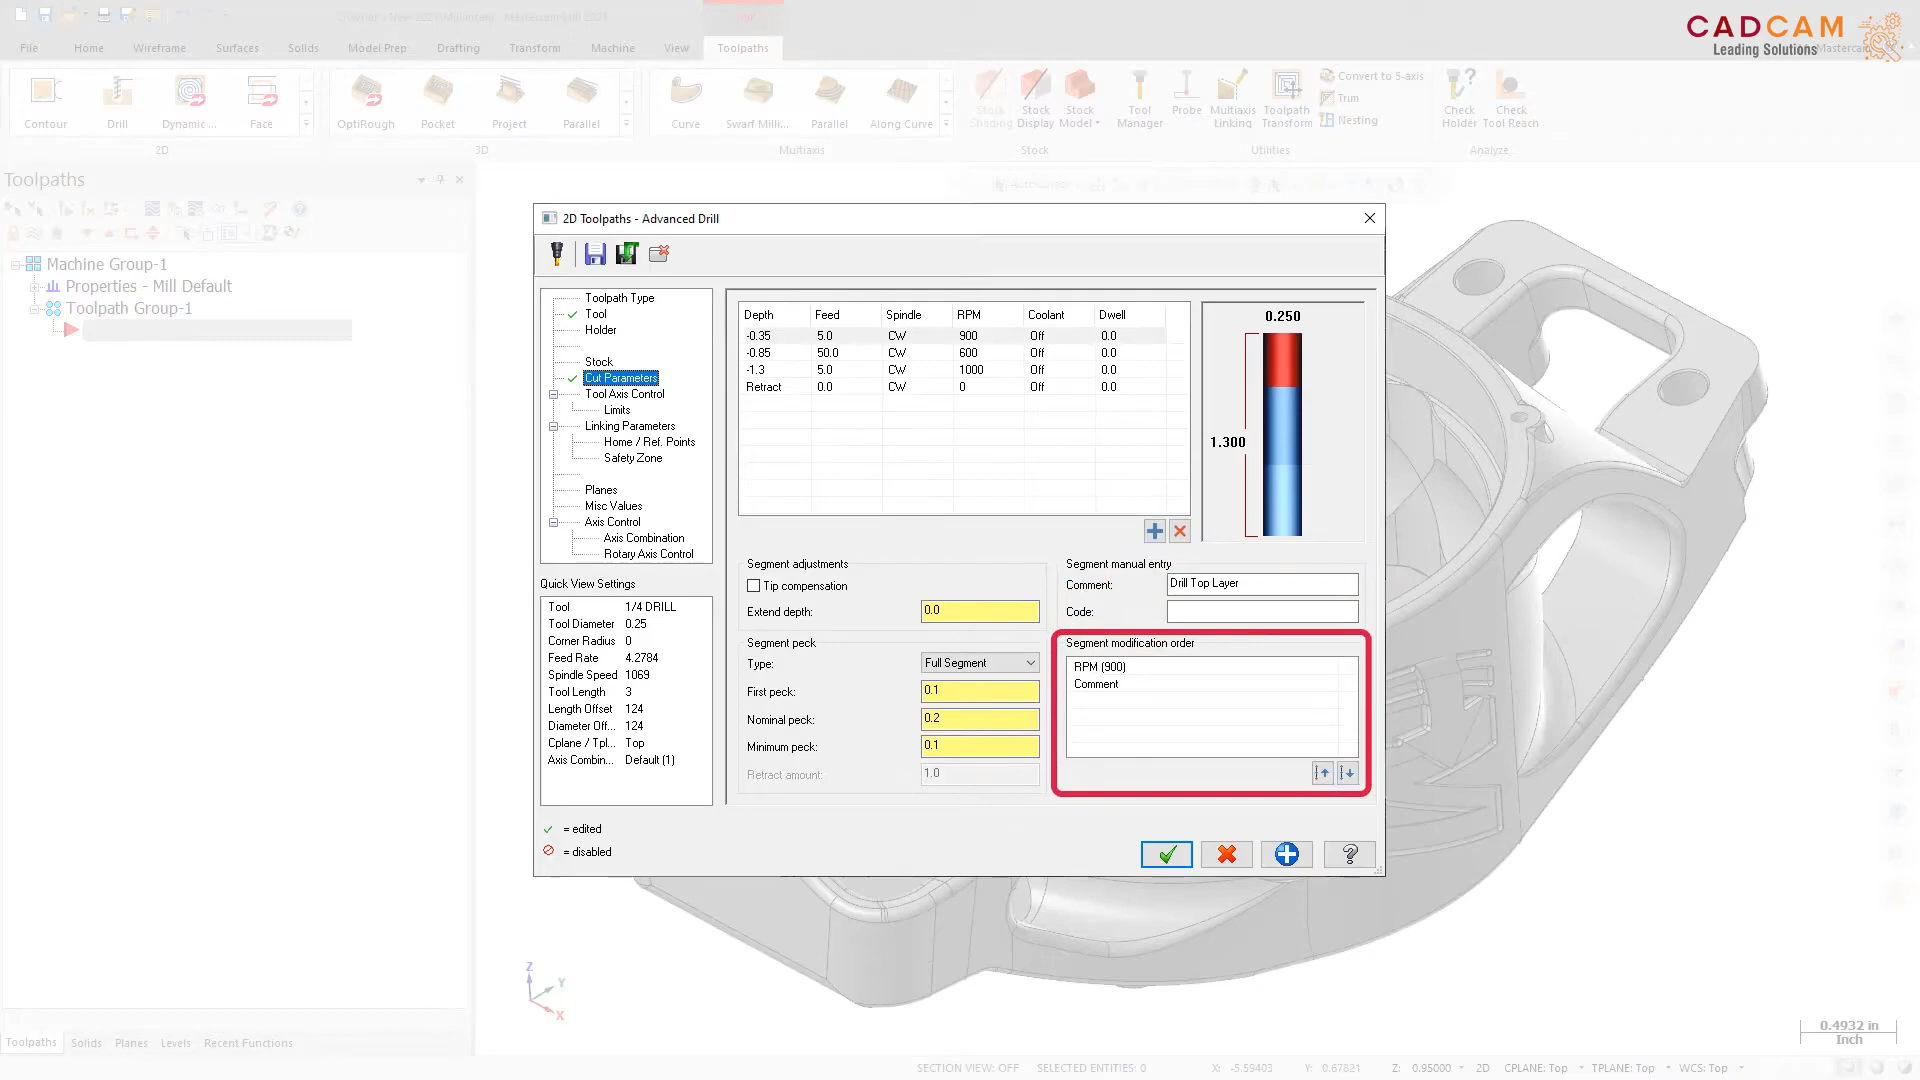 CADCAM
Leading Solutions
Mastercam
File
Home
Wireframe
Surfaces
Solids
Model Prep
Drafting
Transform
Machine
View
Toolpaths
Contour
Drill
Dynamic ...
Face
OptiRough
Pocket
Project
Parallel
Curve
Swarf Milli...
Parallel
Along Curve
Stock Shading
Stock Display
Stock Model
Tool Manager
Probe
Multiaxis Linking
Toolpath Transform
Convert to 5-axis
Trim
Nesting
Check Holder
Check Tool Reach
2D
3D
Multiaxis
Stock
Utilities
Analyze
Toolpaths
Machine Group-1
Properties - Mill Default
Toolpath Group-1
2D Toolpaths - Advanced Drill
Toolpath Type
Tool
Holder
Stock
Cut Parameters
Tool Axis Control
Limits
Linking Parameters
Home / Ref. Points
Safety Zone
Planes
Misc Values
Axis Control
Axis Combination
Rotary Axis Control
Quick View Settings
Tool 1/4 DRILL
Tool Diameter 0.25
Corner Radius 0
Feed Rate 4.2784
Spindle Speed 1069
Tool Length 3
Length Offset 124
Diameter Off... 124
Cplane / Tpl... Top
Axis Combin... Default (1)
= edited
= disabled
Depth Feed Spindle RPM Coolant Dwell
-0.35 5.0 CW 900 Off 0.0
-0.85 50.0 CW 600 Off 0.0
-1.3 5.0 CW 1000 Off 0.0
Retract 0.0 CW 0 Off 0.0
0.250
1.300
Segment adjustments
Tip compensation
Extend depth: 0.0
Segment peck
Type: Full Segment
First peck: 0.1
Nominal peck: 0.2
Minimum peck: 0.1
Retract amount: 1.0
Segment manual entry
Comment: Drill Top Layer
Code:
Segment modification order
RPM (900)
Comment
Z
Y
X
0.4932 in
Inch
Toolpaths
Solids
Planes
Levels
Recent Functions
SECTION VIEW: OFF
SELECTED ENTITIES: 0
X: -5.59403
Y: 0.67821
Z: 0.95000
2D
CPLANE: Top
TPLANE: Top
WCS: Top